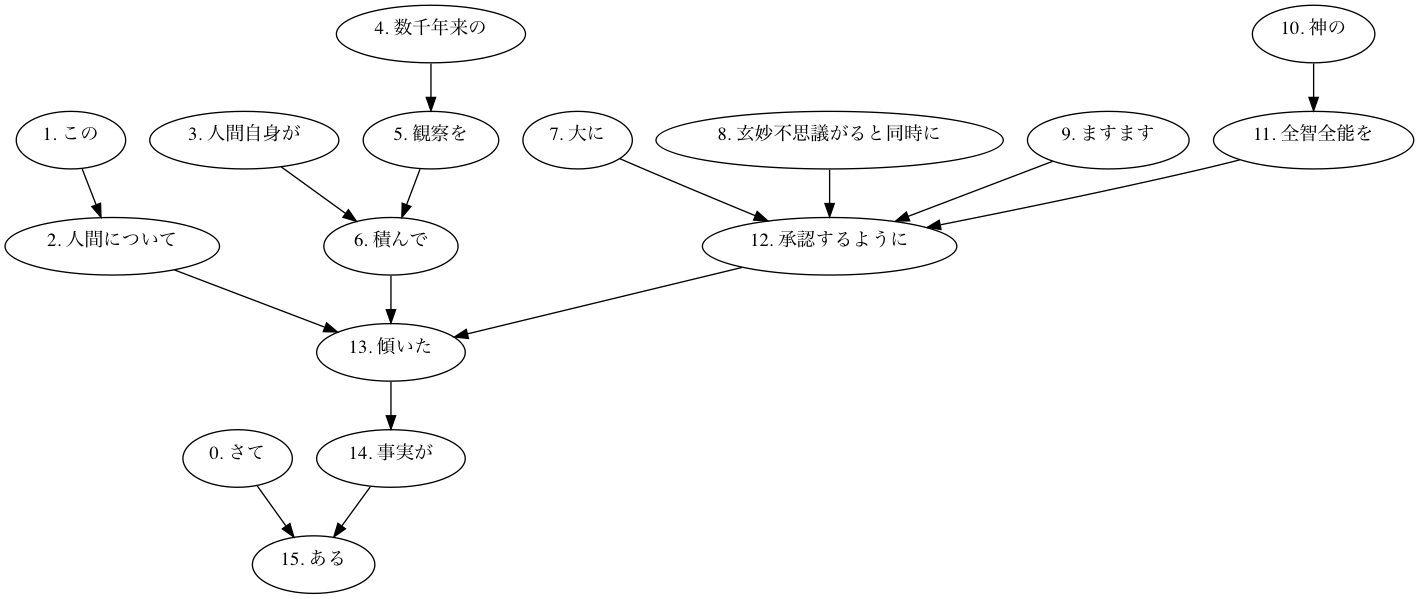 4. 数千年来の
10. 神の
1. この
3. 人間自身が
5. 観察を
7. 大に
8. 玄妙不思議がると同時に
9. ますます
11. 全智全能を
2. 人間について
6. 積んで
12. 承認するように
13. 傾いた
0. さて
14. 事実が
15. ある